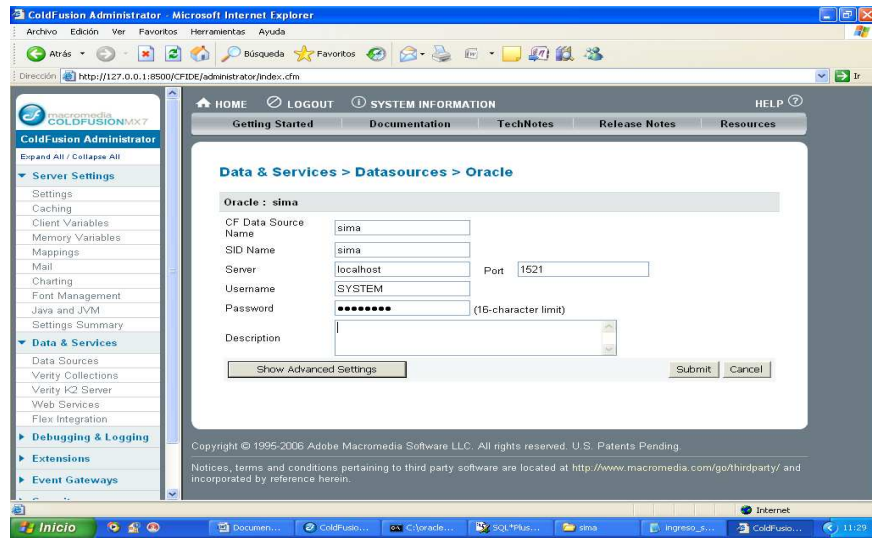 ColdFusion Administrator - Microsoft Internet Explorer
Archivo Edición Ver Favoritos Herramientas Ayuda
Atrás Búsqueda Favoritos
Dirección http://127.0.0.1:8500/CFIDE/administrator/index.cfm Ir
macromedia
COLDFUSION MX7
ColdFusion Administrator
Expand All / Collapse All
Server Settings
Settings
Caching
Client Variables
Memory Variables
Mappings
Mail
Charting
Font Management
Java and JVM
Settings Summary
Data & Services
Data Sources
Verity Collections
Verity K2 Server
Web Services
Flex Integration
Debugging & Logging
Extensions
Event Gateways
HOME LOGOUT SYSTEM INFORMATION HELP
Getting Started Documentation TechNotes Release Notes Resources
Data & Services > Datasources > Oracle
Oracle : sima
CF Data Source Name sima
SID Name sima
Server localhost Port 1521
Username SYSTEM
Password •••••••• (16-character limit)
Description
Show Advanced Settings Submit Cancel
Copyright © 1995-2006 Adobe Macromedia Software LLC. All rights reserved. U.S. Patents Pending.
Notices, terms and conditions pertaining to third party software are located at http://www.macromedia.com/go/thirdparty/ and
incorporated by reference herein.
Internet
Inicio Documen... ColdFusio... C:\oracle... SQL*Plus... sima ingreso_s... ColdFusio... 11:29